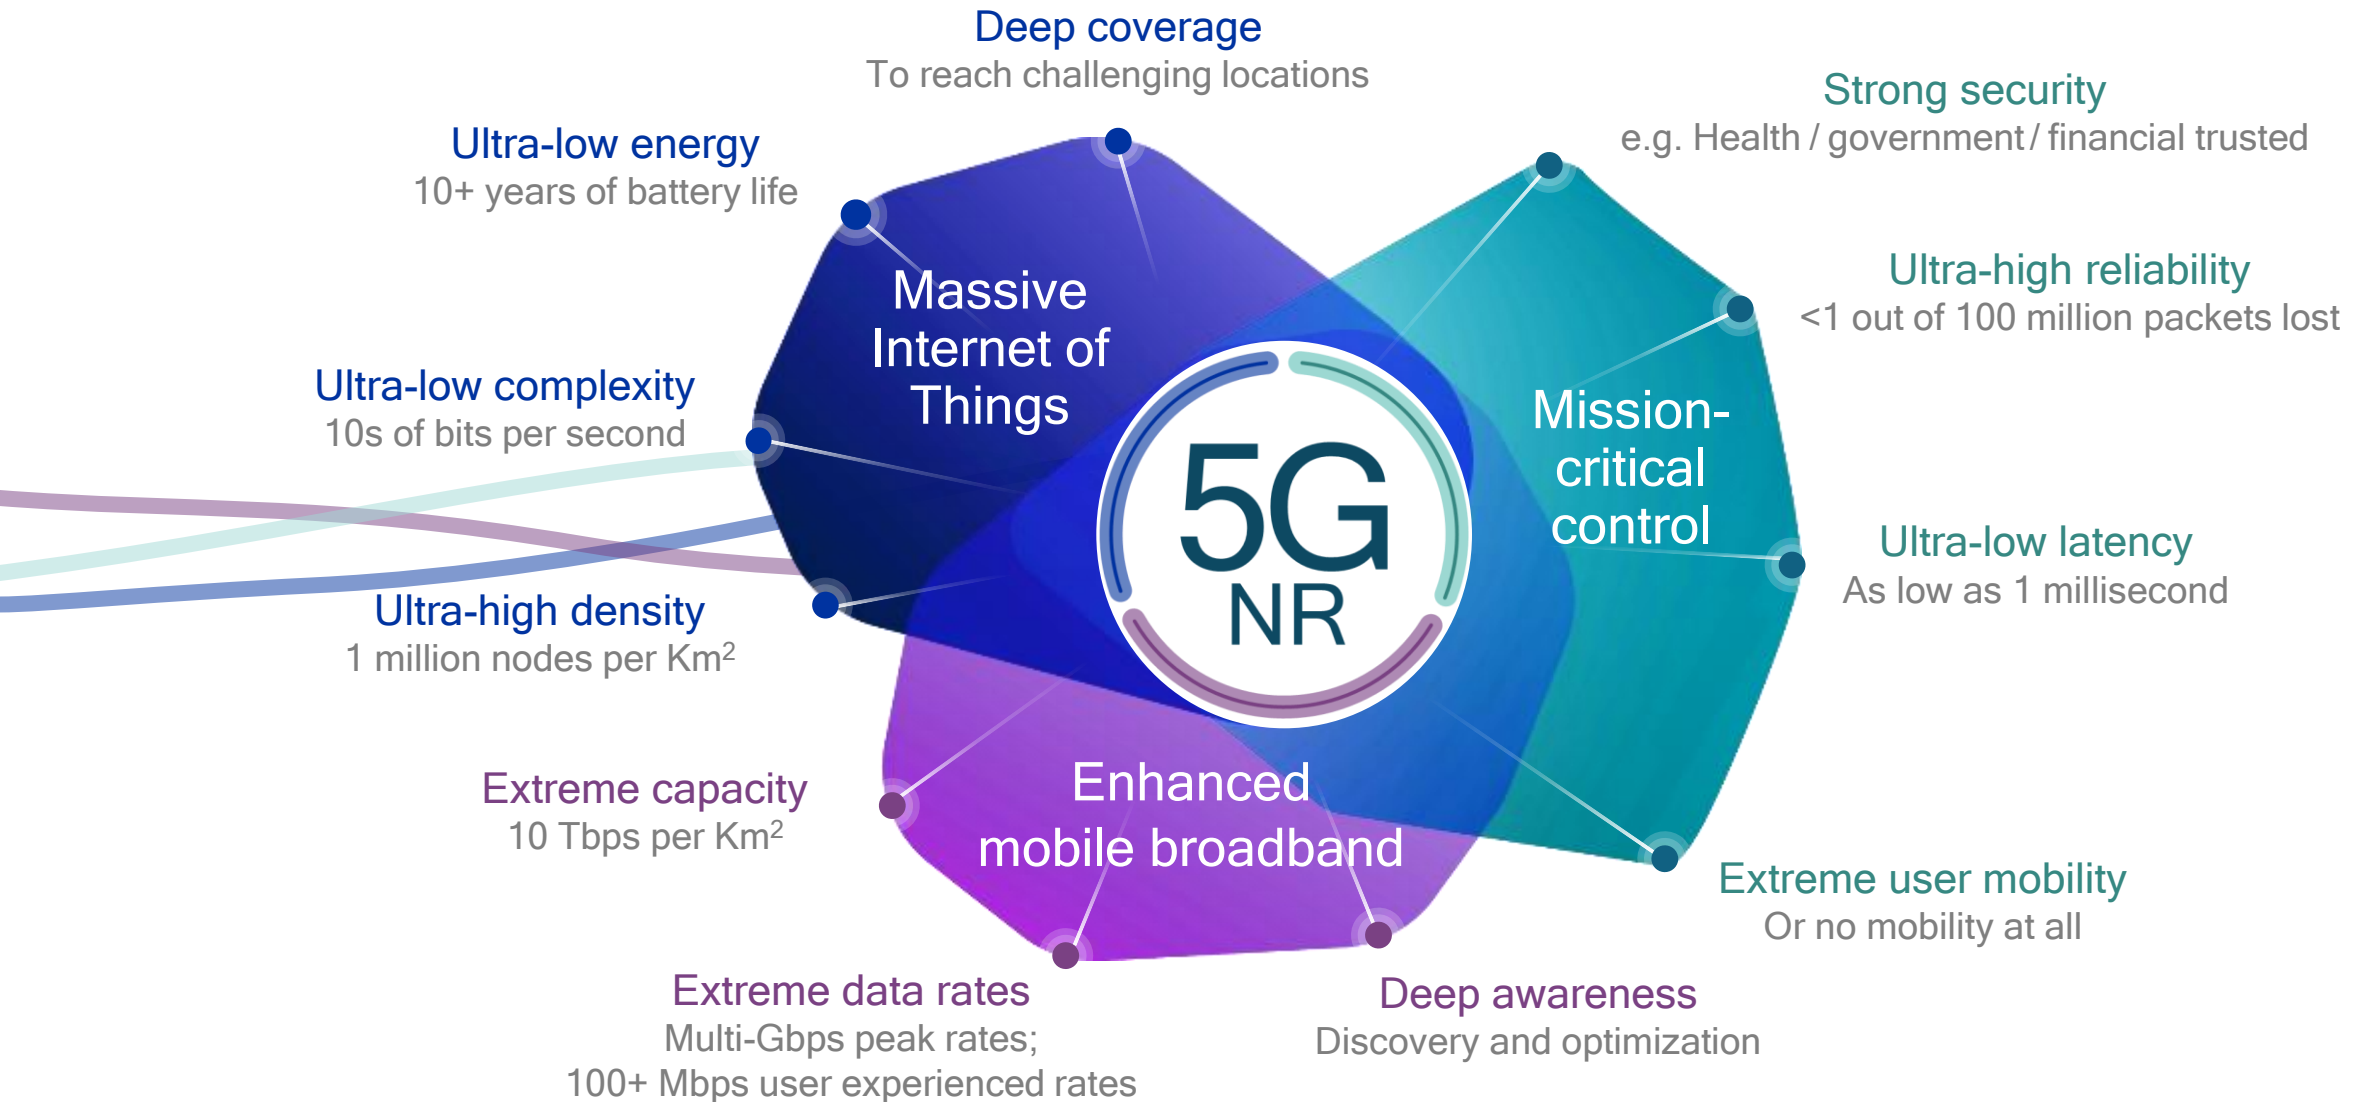 Deep coverage
To reach challenging locations
Strong security
e.g. Health / government / financial trusted
Ultra-low energy
10+ years of battery life
Ultra-high reliability
<1 out of 100 million packets lost
Massive
Internet of
Things
Ultra-low complexity
10s of bits per second
Mission-
critical
control
5G
NR
Ultra-low latency
As low as 1 millisecond
Ultra-high density
1 million nodes per Km²
Extreme capacity
10 Tbps per Km²
Enhanced
mobile broadband
Extreme user mobility
Or no mobility at all
Extreme data rates
Multi-Gbps peak rates;
100+ Mbps user experienced rates
Deep awareness
Discovery and optimization